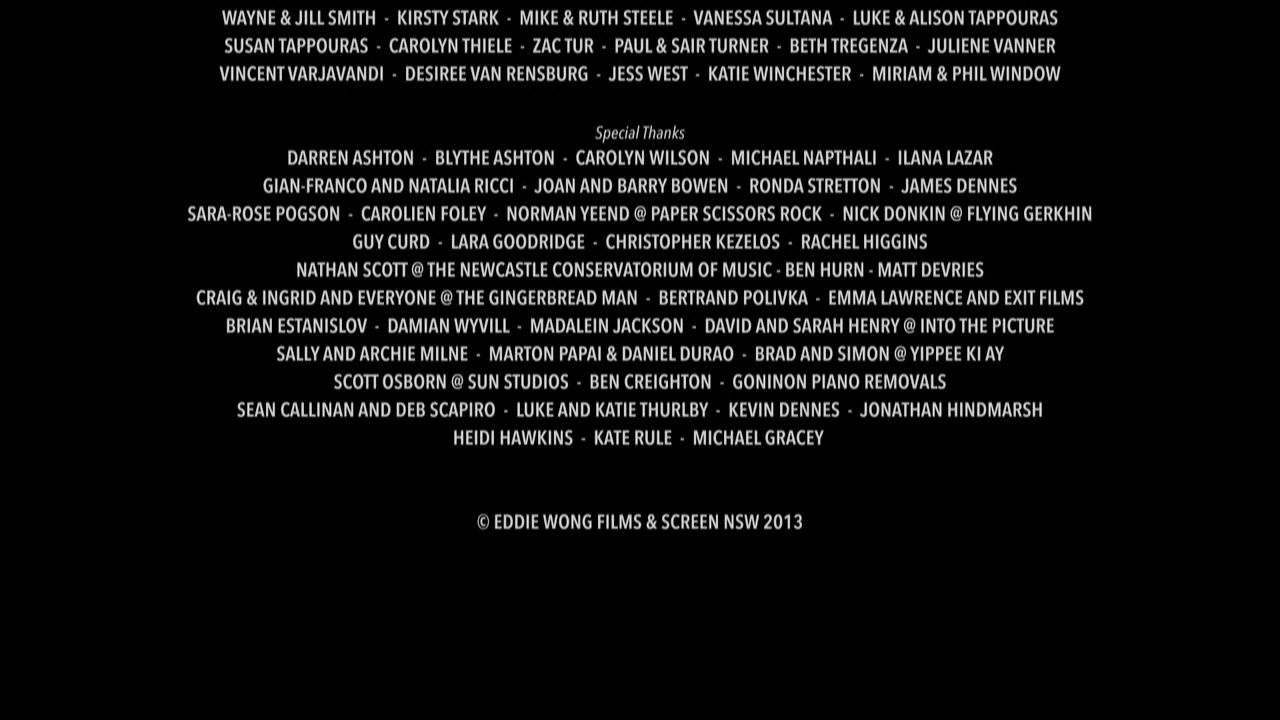 WAYNE & JILL SMITH - KIRSTY STARK - MIKE & RUTH STEELE - VANESSA SULTANA - LUKE & ALISON TAPPOURAS
SUSAN TAPPOURAS - CAROLYN THIELE - ZAC TUR - PAUL & SAIR TURNER - BETH TREGENZA - JULIENE VANNER
VINCENT VARJAVANDI - DESIREE VAN RENSBURG - JESS WEST - KATIE WINCHESTER - MIRIAM & PHIL WINDOW
Special Thanks
DARREN ASHTON - BLYTHE ASHTON - CAROLYN WILSON - MICHAEL NAPTHALI - ILANA LAZAR
GIAN-FRANCO AND NATALIA RICCI - JOAN AND BARRY BOWEN - RONDA STRETTON - JAMES DENNES
SARA-ROSE POGSON - CAROLIEN FOLEY - NORMAN YEEND @ PAPER SCISSORS ROCK - NICK DONKIN @ FLYING GERKHIN
GUY CURD - LARA GOODRIDGE - CHRISTOPHER KEZELOS - RACHEL HIGGINS
NATHAN SCOTT @ THE NEWCASTLE CONSERVATORIUM OF MUSIC - BEN HURN - MATT DEVRIES
CRAIG & INGRID AND EVERYONE @ THE GINGERBREAD MAN - BERTRAND POLIVKA - EMMA LAWRENCE AND EXIT FILMS
BRIAN ESTANISLOV - DAMIAN WYVILL - MADALEIN JACKSON - DAVID AND SARAH HENRY @ INTO THE PICTURE
SALLY AND ARCHIE MILNE - MARTON PAPAI & DANIEL DURAO - BRAD AND SIMON @ YIPPEE KI AY
SCOTT OSBORN @ SUN STUDIOS - BEN CREIGHTON - GONINON PIANO REMOVALS
SEAN CALLINAN AND DEB SCAPIRO - LUKE AND KATIE THURLBY - KEVIN DENNES - JONATHAN HINDMARSH
HEIDI HAWKINS - KATE RULE - MICHAEL GRACEY
© EDDIE WONG FILMS & SCREEN NSW 2013